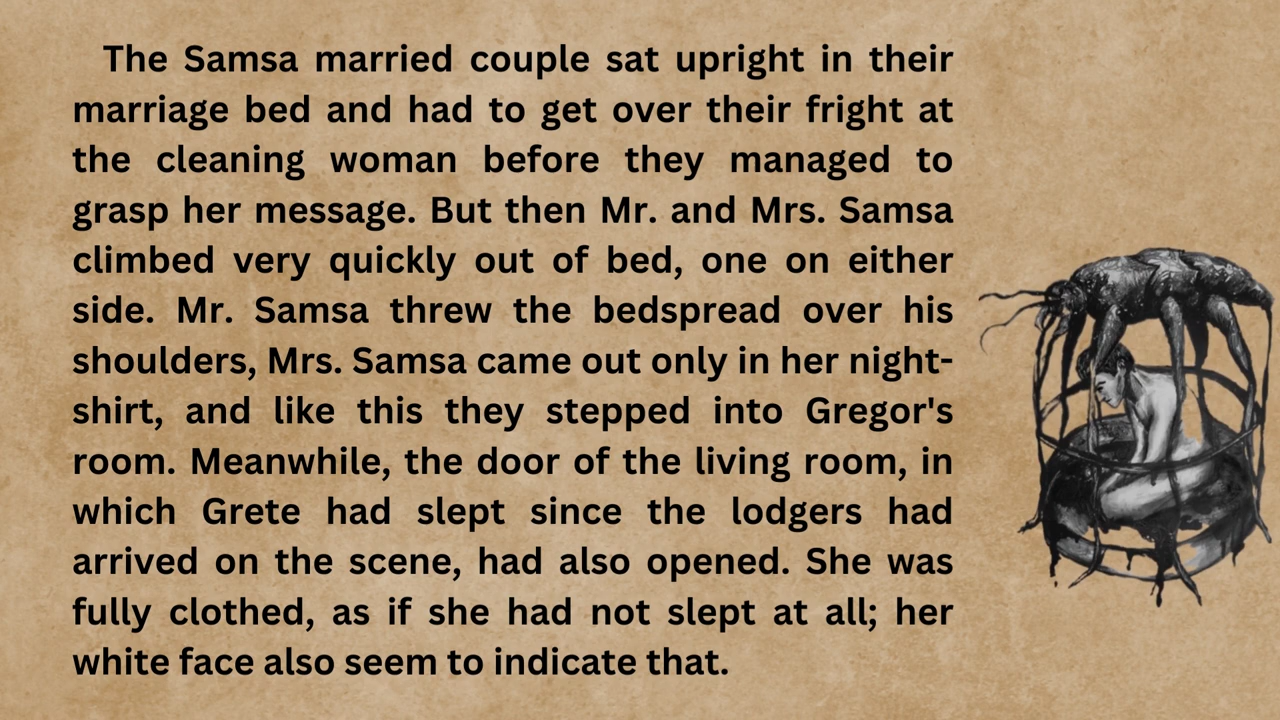 The Samsa married couple sat upright in their
marriage bed and had to get over their fright at
the cleaning woman before they managed to
grasp her message. But then Mr. and Mrs. Samsa
climbed very quickly out of bed, one on either
side. Mr. Samsa threw the bedspread over his
shoulders, Mrs. Samsa came out only in her night-
shirt, and like this they stepped into Gregor's
room. Meanwhile, the door of the living room, in
which Grete had slept since the lodgers had
arrived on the scene, had also opened. She was
fully clothed, as if she had not slept at all; her
white face also seem to indicate that.